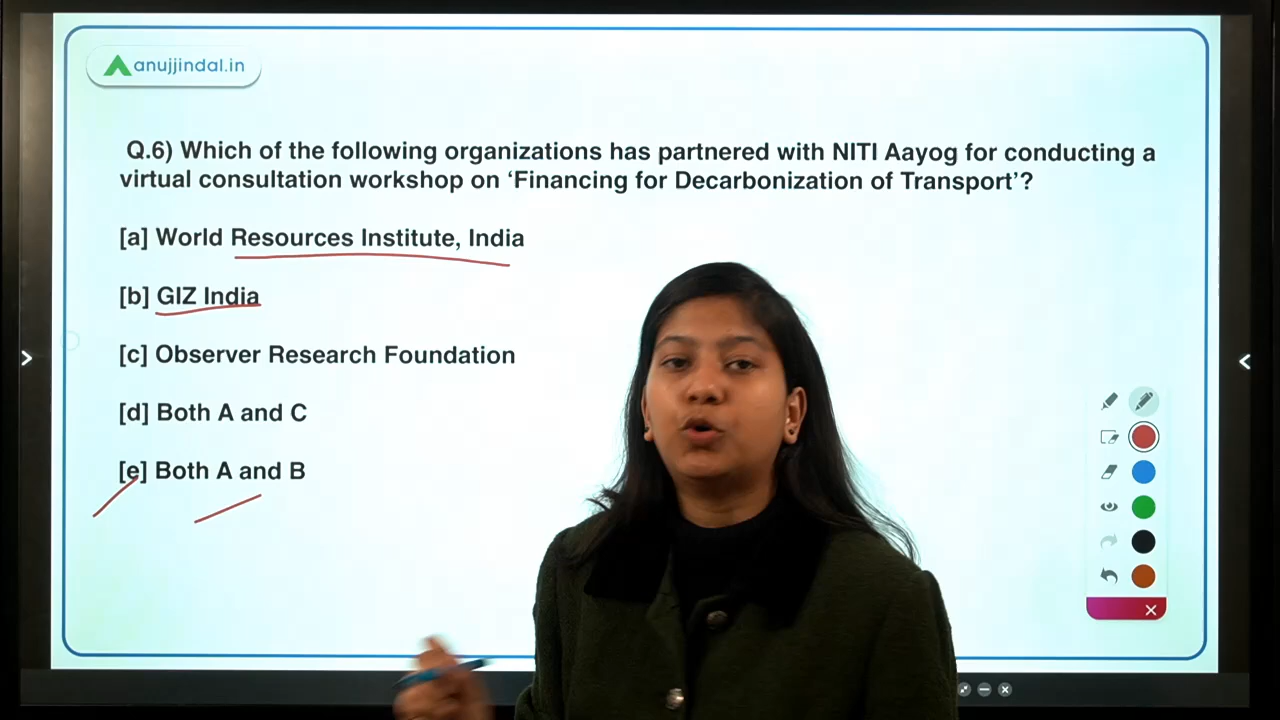 anujjindal.in
Q.6) Which of the following organizations has partnered with NITI Aayog for conducting a
virtual consultation workshop on ‘Financing for Decarbonization of Transport’?
[a] World Resources Institute, India
[b] GIZ India
[c] Observer Research Foundation
[d] Both A and C
[e] Both A and B